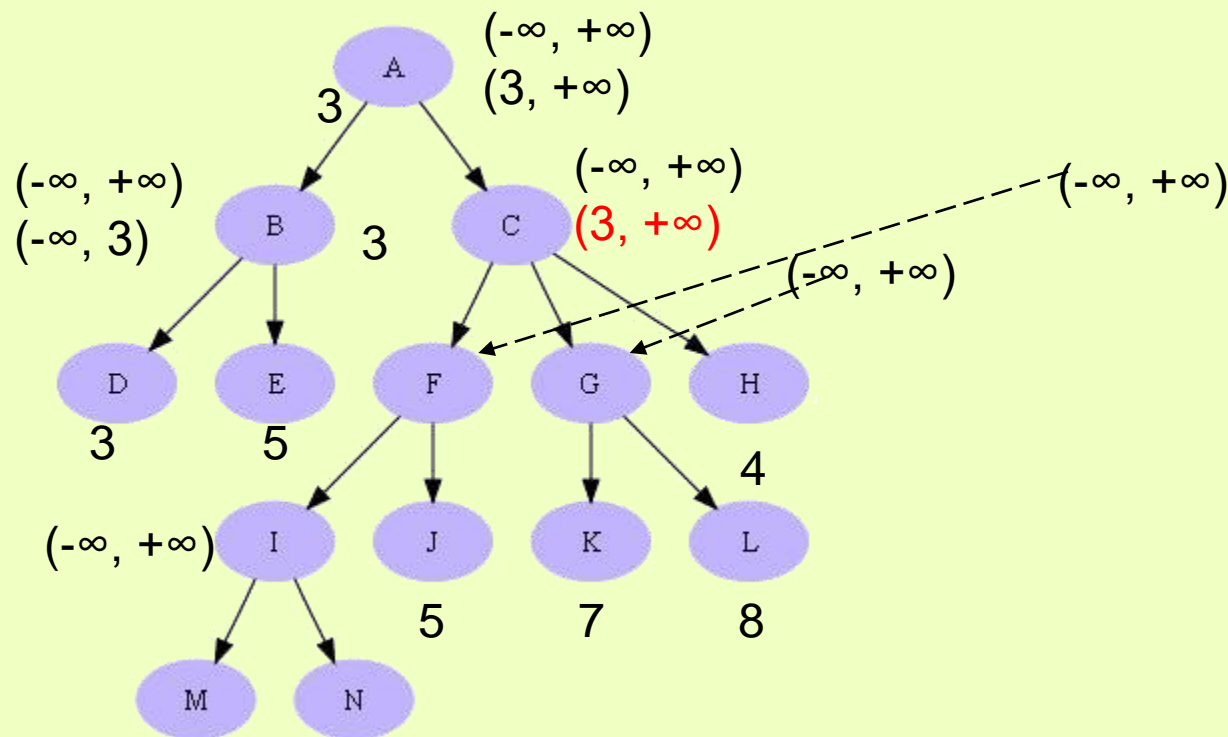 (-∞, +∞)
A
(3, +∞)
3
(-∞, +∞)
(-∞, +∞)
(-∞, +∞)
B
C
(-∞, 3)
3
(3, +∞)
(-∞, +∞)
D
E
F
G
H
3
5
4
(-∞, +∞)
I
J
K
L
5
7
8
M
N